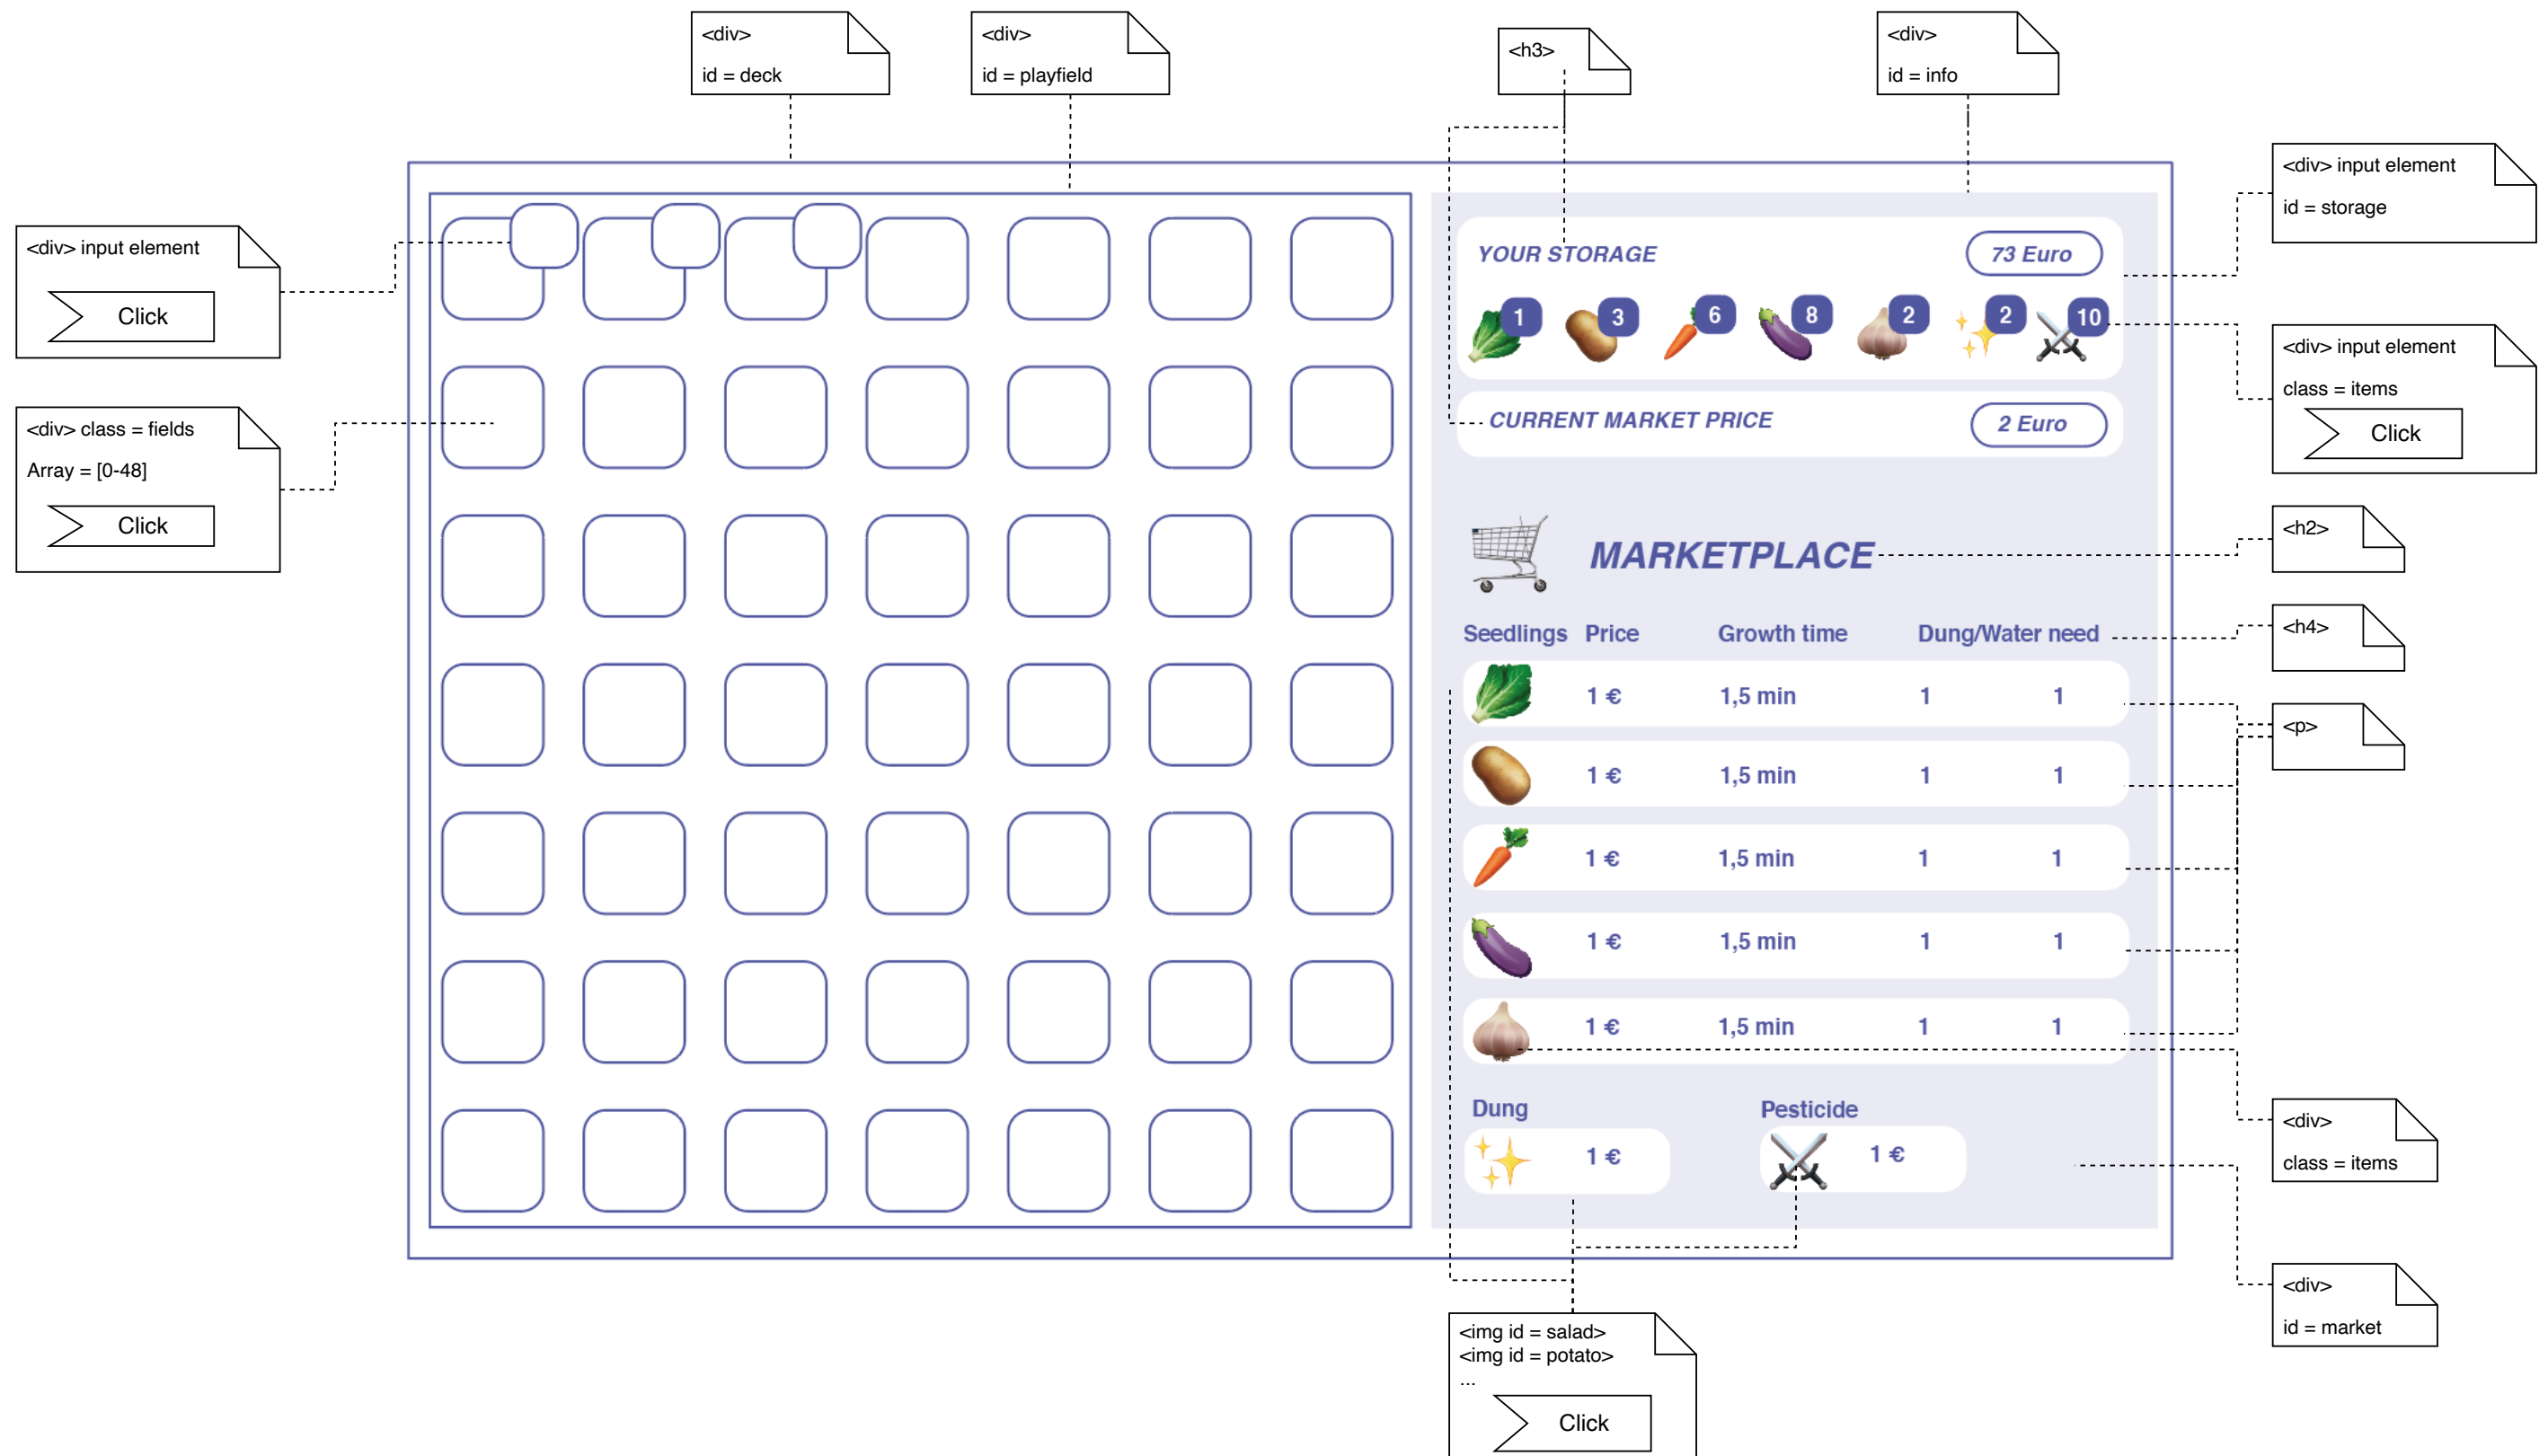 <div>
id = deck
<div>
id = playfield
<h3>
<div>
id = info
<div> input element
id = storage
<div> input element
Click
YOUR STORAGE
73 Euro
1
3
6
8
2
2
10
<div> input element
class = items
Click
<div> class = fields
Array = [0-48]
Click
CURRENT MARKET PRICE
2 Euro
MARKETPLACE
<h2>
Seedlings Price Growth time Dung/Water need
<h4>
1 € 1,5 min 1 1
<p>
1 € 1,5 min 1 1
1 € 1,5 min 1 1
1 € 1,5 min 1 1
1 € 1,5 min 1 1
Dung
Pesticide
1 €
1 €
<div>
class = items
<div>
id = market
<img id = salad>
<img id = potato>
...
Click